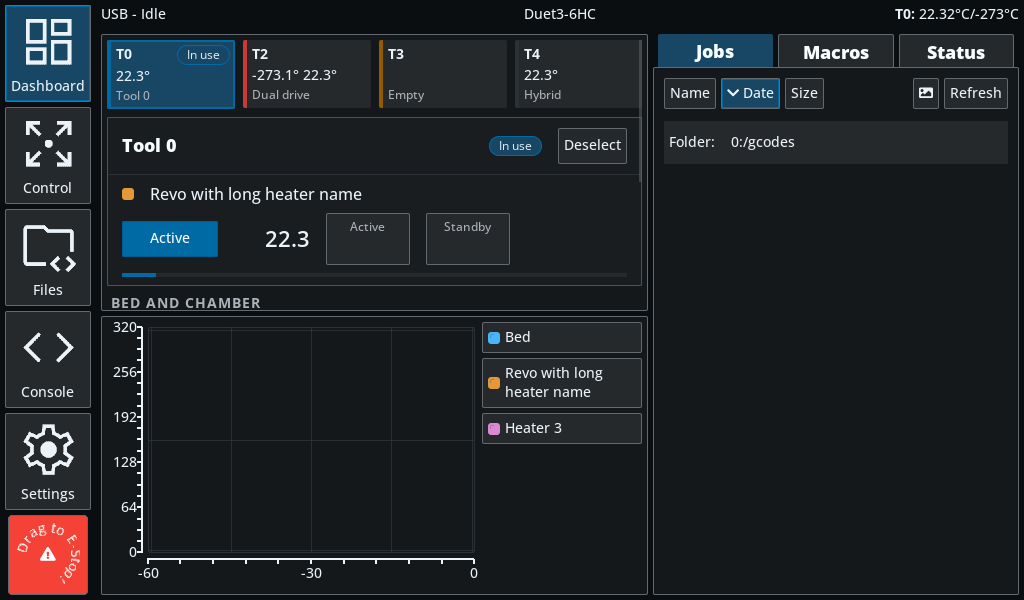 USB - Idle
Duet3-6HC
T0: 22.32°C/-273°C
Dashboard
Control
Files
Console
Settings
Drag to E-Stop!
T0
In use
22.3°
Tool 0
T2
-273.1° 22.3°
Dual drive
T3
Empty
T4
22.3°
Hybrid
Tool 0
In use
Deselect
Revo with long heater name
Active
22.3
Active
Standby
BED AND CHAMBER
320
256
192
128
64
0
-60
-30
0
Bed
Revo with long
heater name
Heater 3
Jobs
Macros
Status
Name
Date
Size
Refresh
Folder: 0:/gcodes